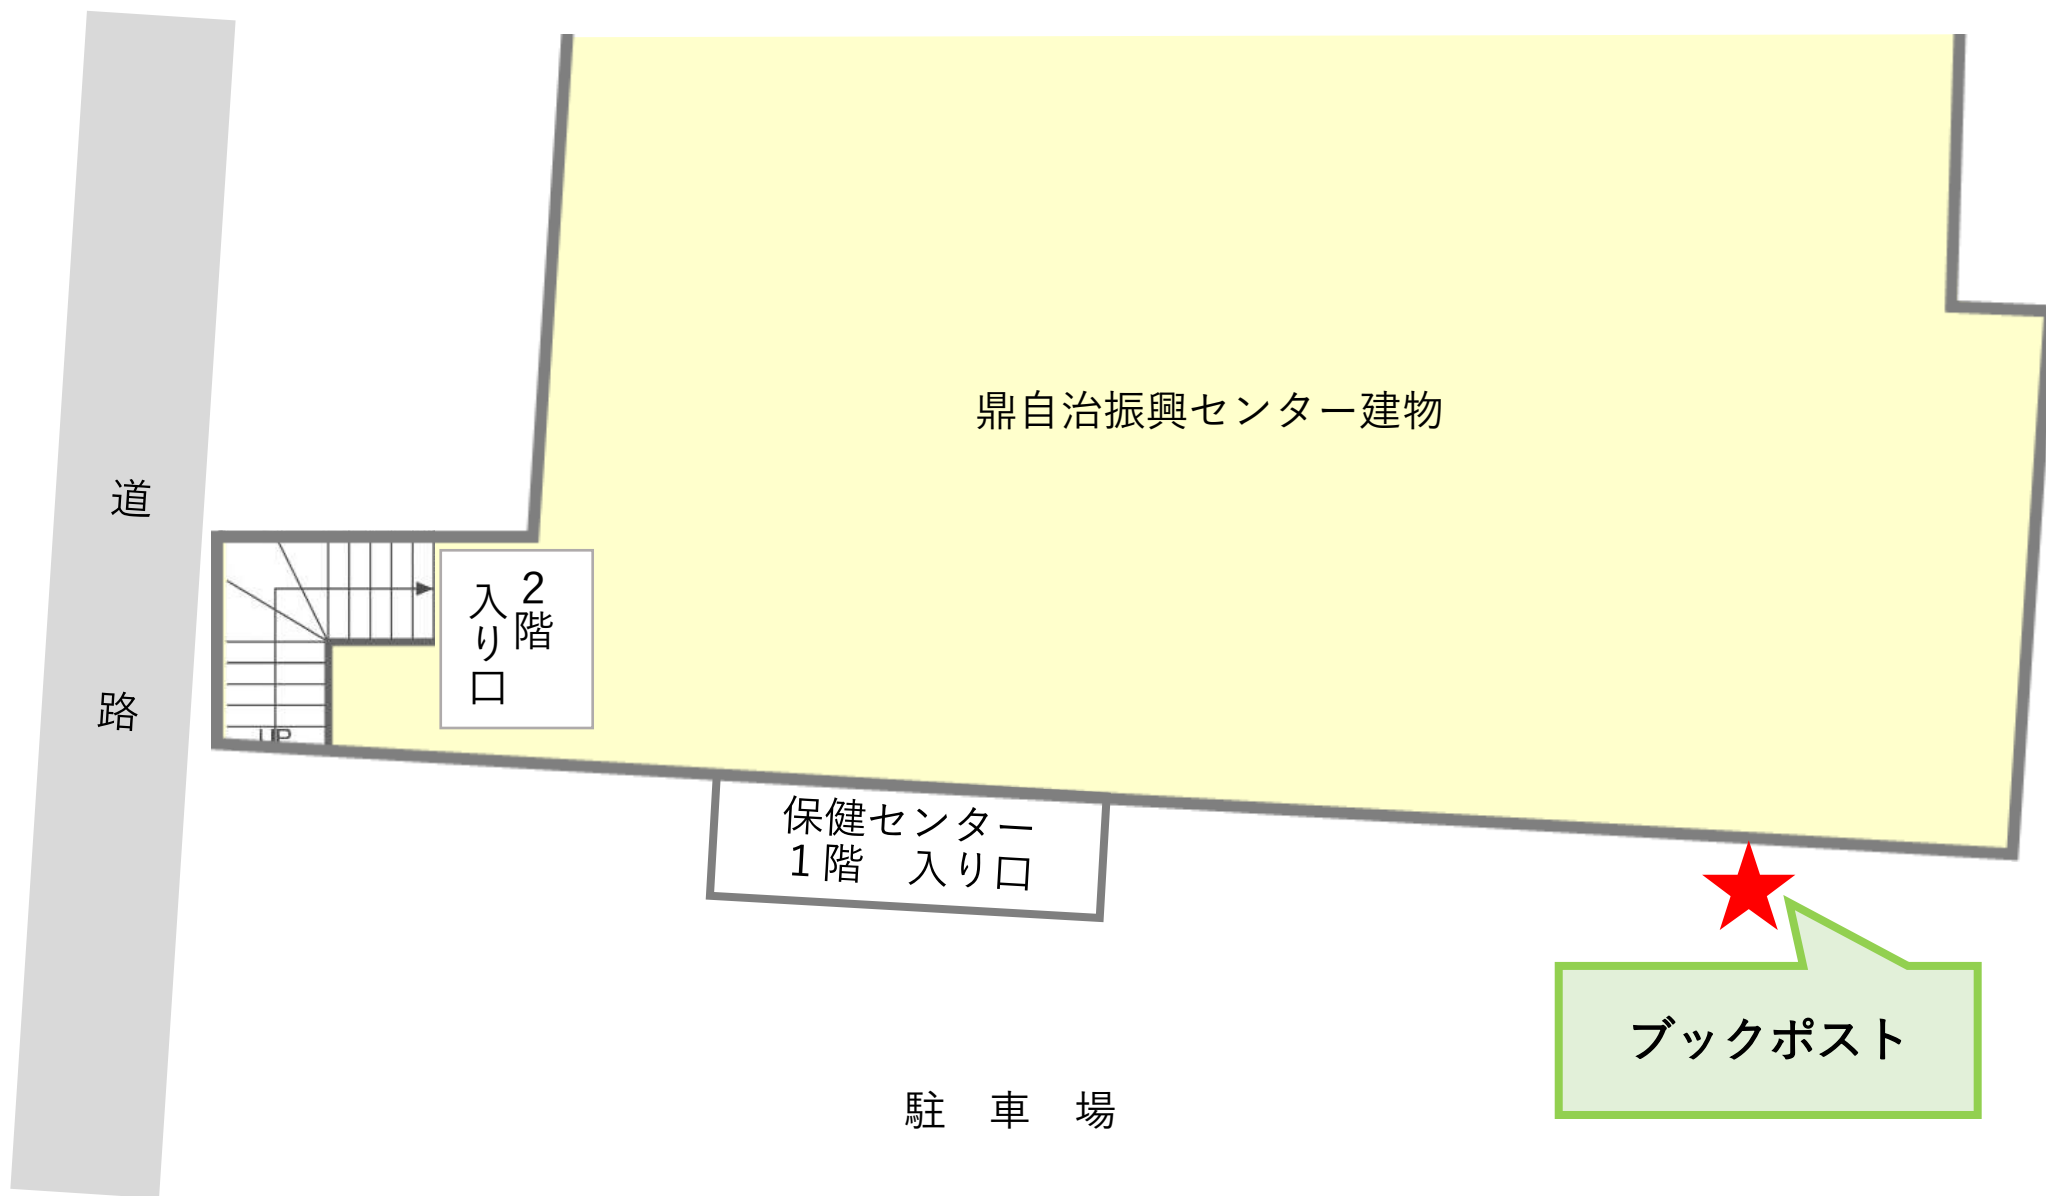 鼎自治振興センター建物
道路
2階
入り口
UP
保健センター
1階　入り口
ブックポスト
駐　車　場